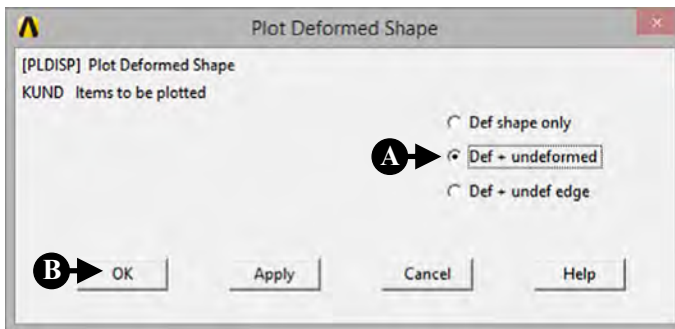 Plot Deformed Shape
[PLDISP] Plot Deformed Shape
KUND Items to be plotted
Def shape only
A Def + undeformed
Def + undef edge
B OK Apply Cancel Help